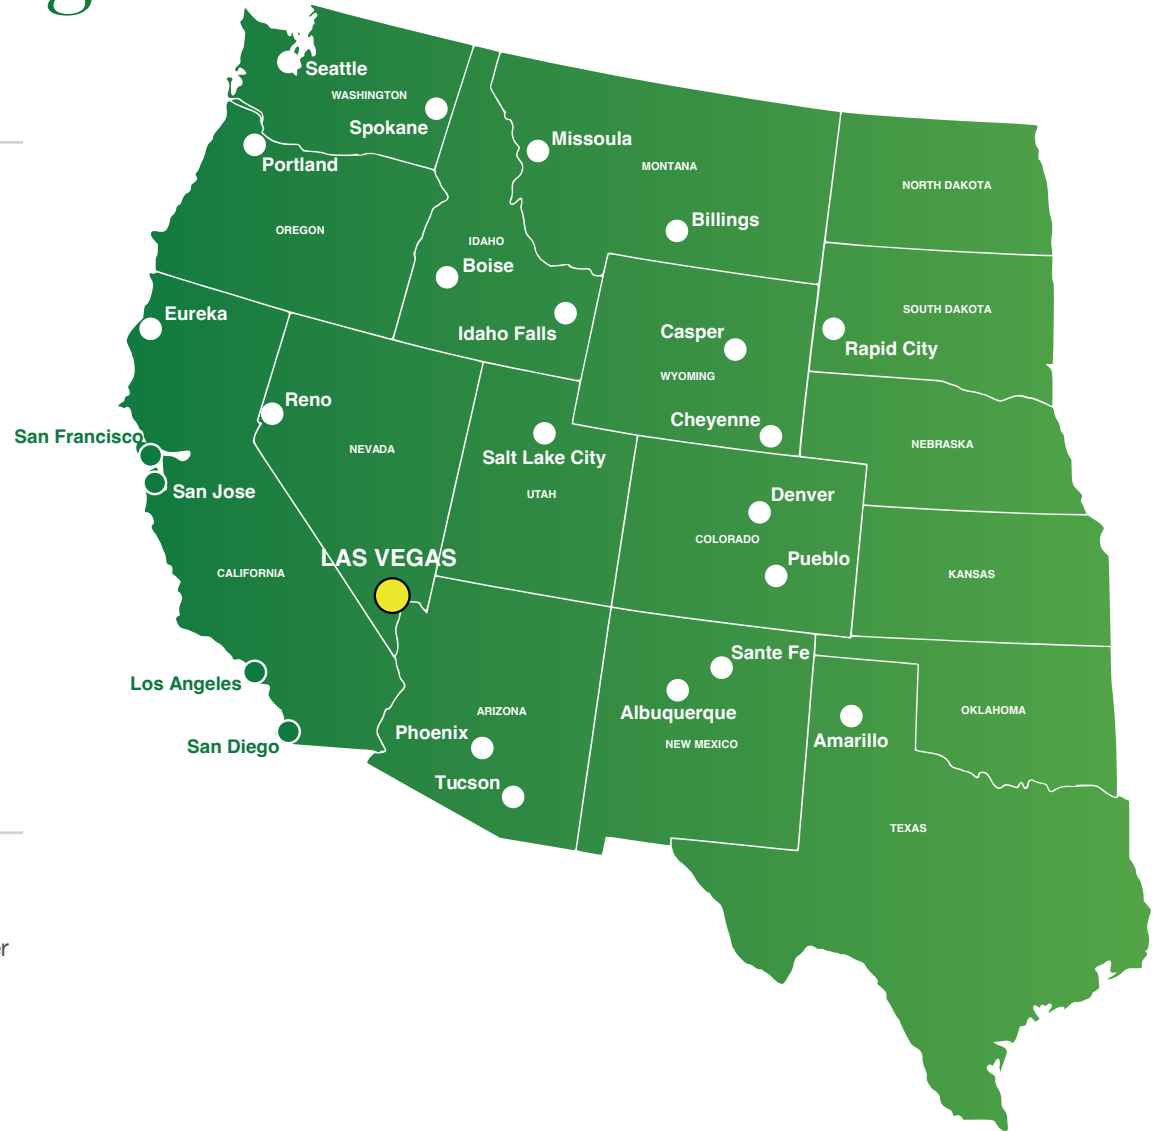 g
Seattle
WASHINGTON
Spokane
Portland
Missoula
MONTANA
NORTH DAKOTA
Billings
OREGON
IDAHO
Boise
Eureka
Idaho Falls
Casper
WYOMING
SOUTH DAKOTA
Rapid City
Reno
Cheyenne
San Francisco
NEVADA
Salt Lake City
NEBRASKA
San Jose
UTAH
Denver
COLORADO
LAS VEGAS
Pueblo
CALIFORNIA
KANSAS
Sante Fe
Los Angeles
Albuquerque
ARIZONA
OKLAHOMA
Phoenix
NEW MEXICO
Amarillo
San Diego
Tucson
TEXAS
er